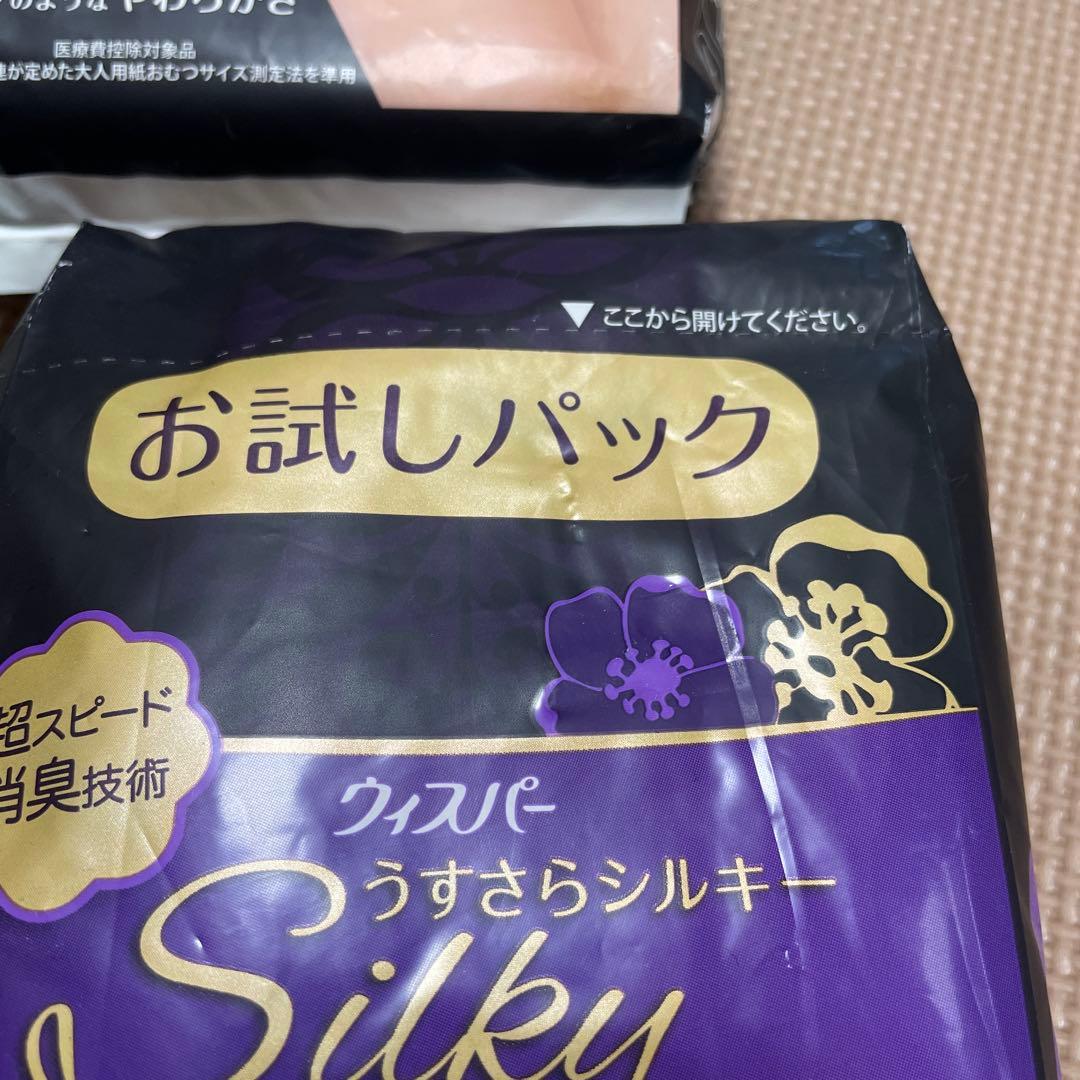 のような やわらかさ
医療費控除対象品
が定めた大人用紙おむつサイズ測定法を準用
▼ ここから開けてください。
お試しパック
超スピード
消臭技術
ウィスパー
うすさらシルキー
Silky